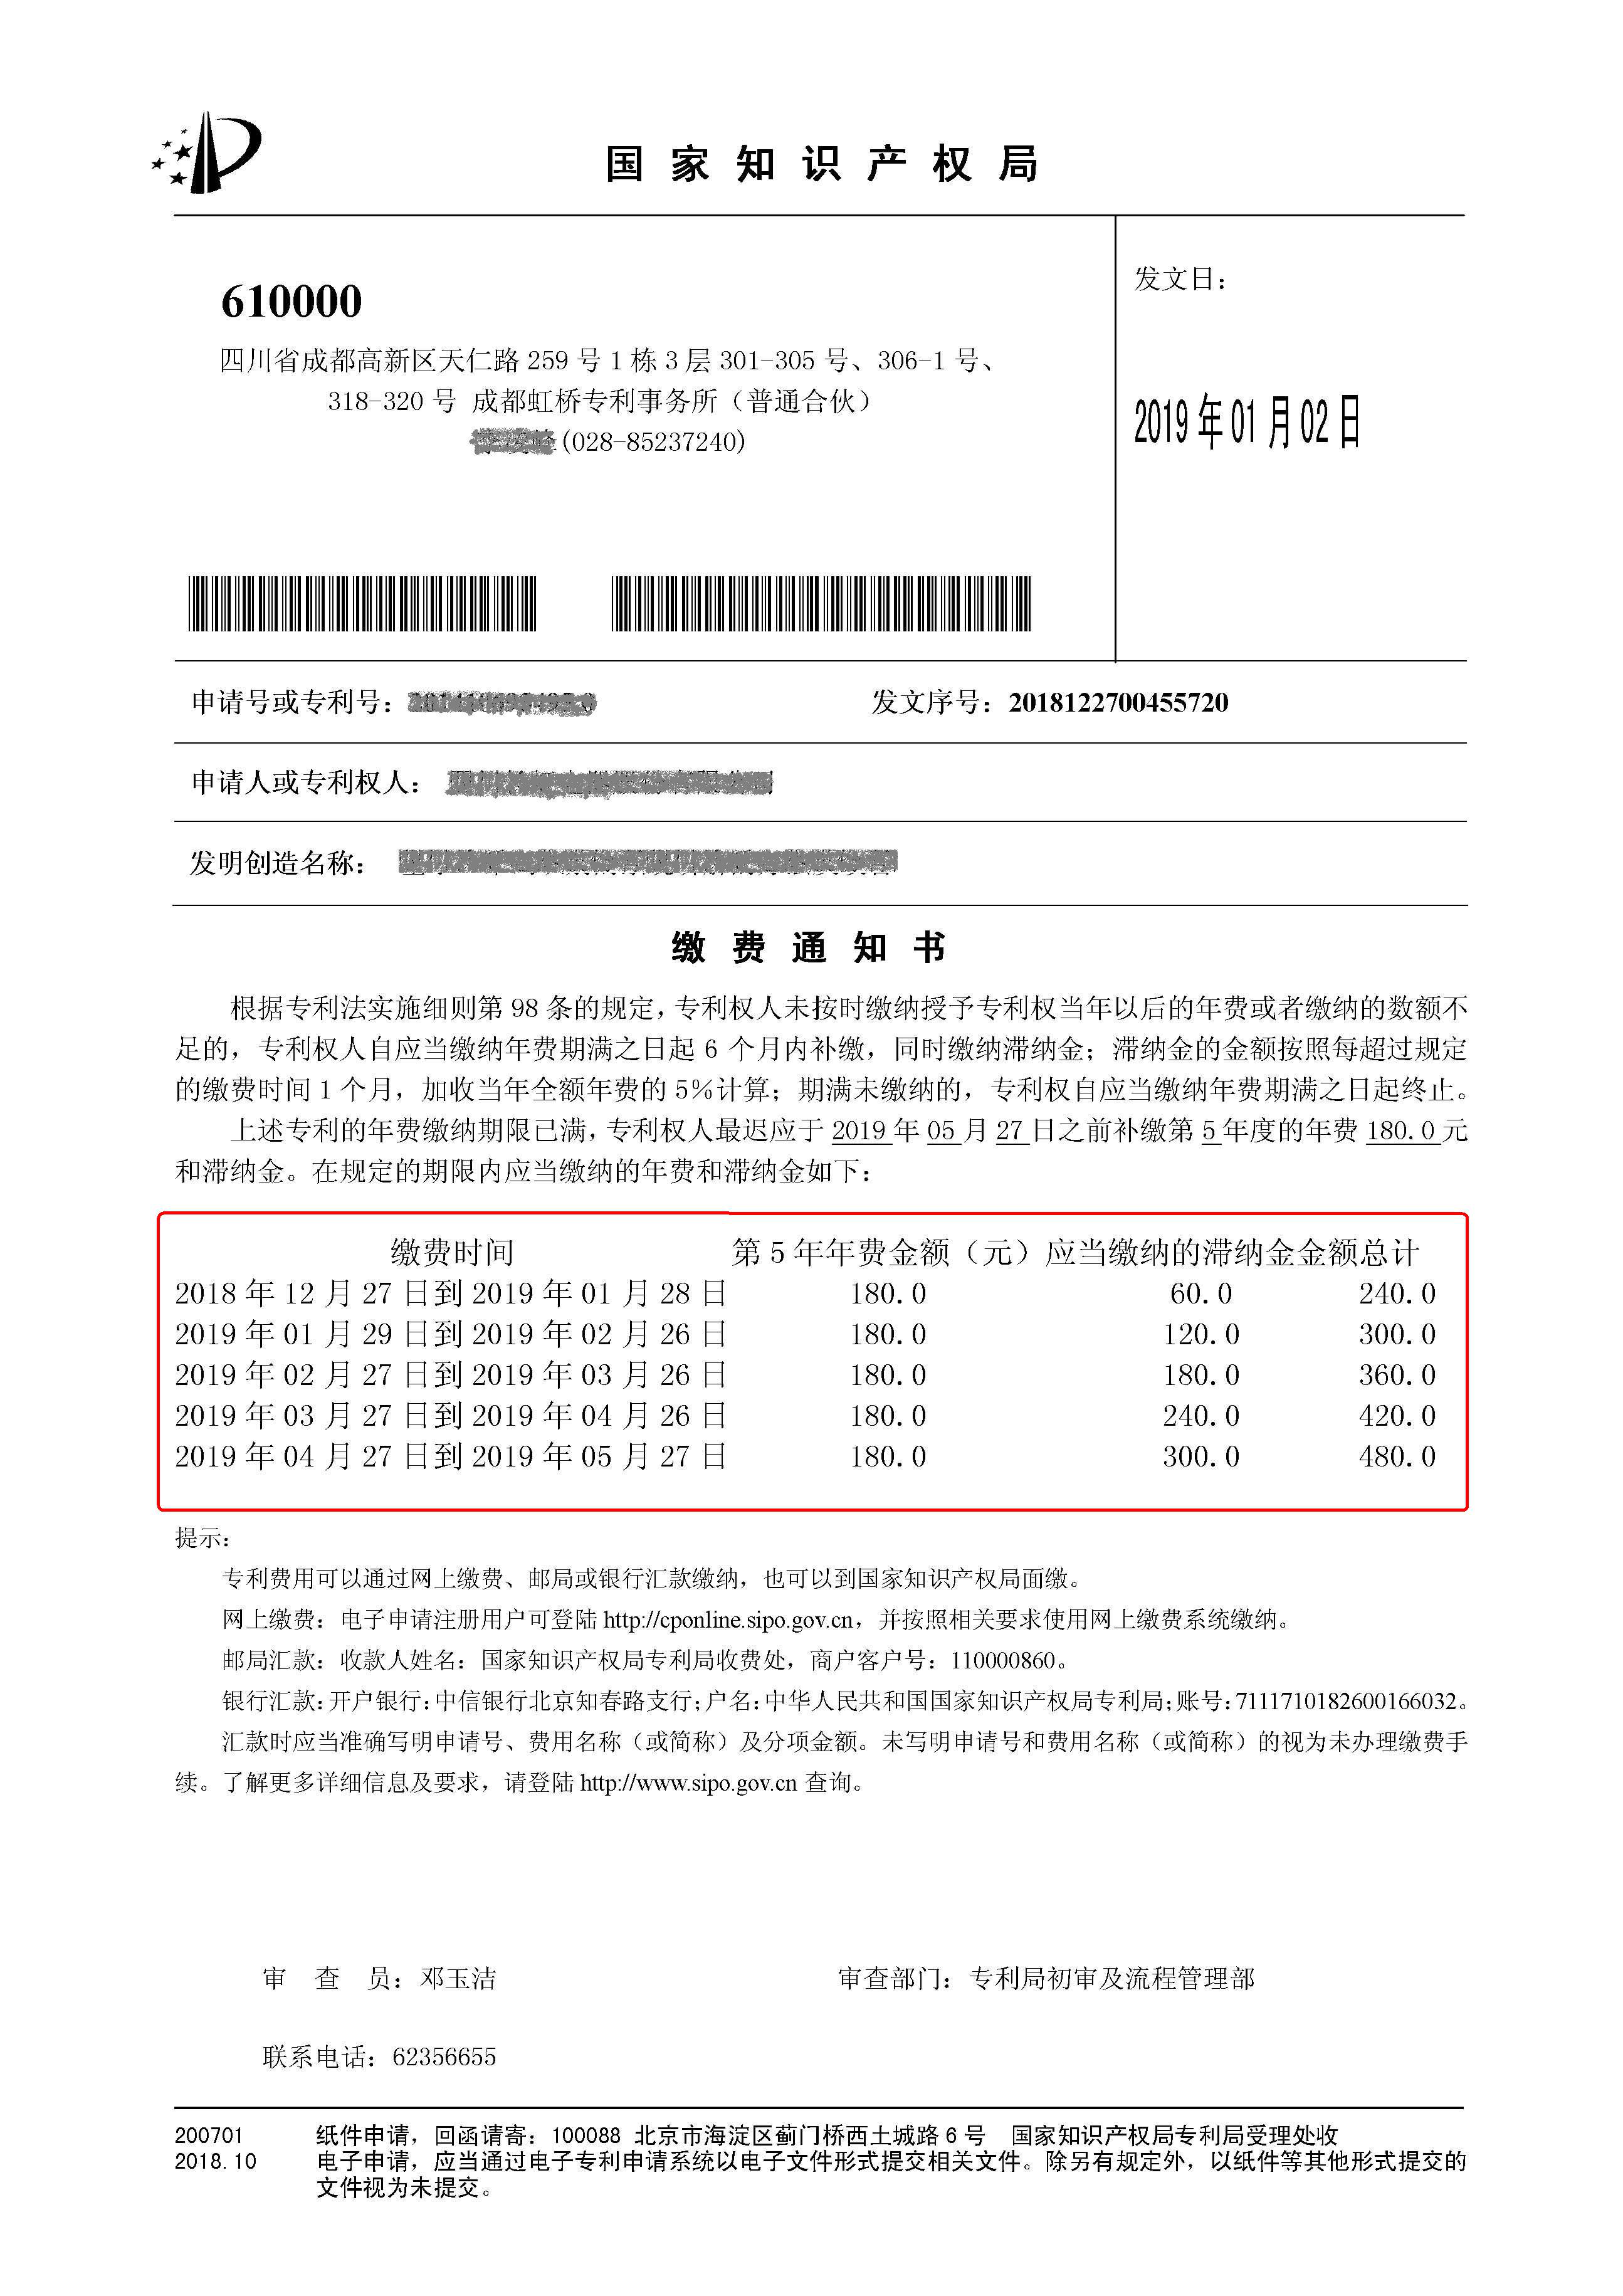 国家知识产权局
610000
四川省成都高新区天仁路 259 号 1 栋 3 层 301-305 号、306-1 号、
318-320 号 成都虹桥专利事务所（普通合伙）
(028-85237240)
发文日：
2019 年 01 月 02 日
申请号或专利号：
发文序号：2018122700455720
申请人或专利权人：
发明创造名称：
缴费通知书
根据专利法实施细则第 98 条的规定，专利权人未按时缴纳授予专利权当年以后的年费或者缴纳的数额不
足的，专利权人自应当缴纳年费期满之日起 6 个月内补缴，同时缴纳滞纳金；滞纳金的金额按照每超过规定
的缴费时间 1 个月，加收当年全额年费的 5%计算；期满未缴纳的，专利权自应当缴纳年费期满之日起终止。
上述专利的年费缴纳期限已满，专利权人最迟应于 2019 年 05 月 27 日之前补缴第 5 年度的年费 180.0 元
和滞纳金。在规定的期限内应当缴纳的年费和滞纳金如下：
缴费时间 第 5 年年费金额（元）应当缴纳的滞纳金金额总计
2018 年 12 月 27 日到 2019 年 01 月 28 日 180.0 60.0 240.0
2019 年 01 月 29 日到 2019 年 02 月 26 日 180.0 120.0 300.0
2019 年 02 月 27 日到 2019 年 03 月 26 日 180.0 180.0 360.0
2019 年 03 月 27 日到 2019 年 04 月 26 日 180.0 240.0 420.0
2019 年 04 月 27 日到 2019 年 05 月 27 日 180.0 300.0 480.0
提示：
专利费用可以通过网上缴费、邮局或银行汇款缴纳，也可以到国家知识产权局面缴。
网上缴费：电子申请注册用户可登陆 http://cponline.sipo.gov.cn，并按照相关要求使用网上缴费系统缴纳。
邮局汇款：收款人姓名：国家知识产权局专利局收费处，商户客户号：110000860。
银行汇款：开户银行：中信银行北京知春路支行；户名：中华人民共和国国家知识产权局专利局；账号：7111710182600166032。
汇款时应当准确写明申请号、费用名称（或简称）及分项金额。未写明申请号和费用名称（或简称）的视为未办理缴费手
续。了解更多详细信息及要求，请登陆 http://www.sipo.gov.cn 查询。
审 查 员：邓玉洁
审查部门：专利局初审及流程管理部
联系电话：62356655
200701 纸件申请，回函请寄：100088 北京市海淀区蓟门桥西土城路 6 号 国家知识产权局专利局受理处收
2018.10 电子申请，应当通过电子专利申请系统以电子文件形式提交相关文件。除另有规定外，以纸件等其他形式提交的
文件视为未提交。